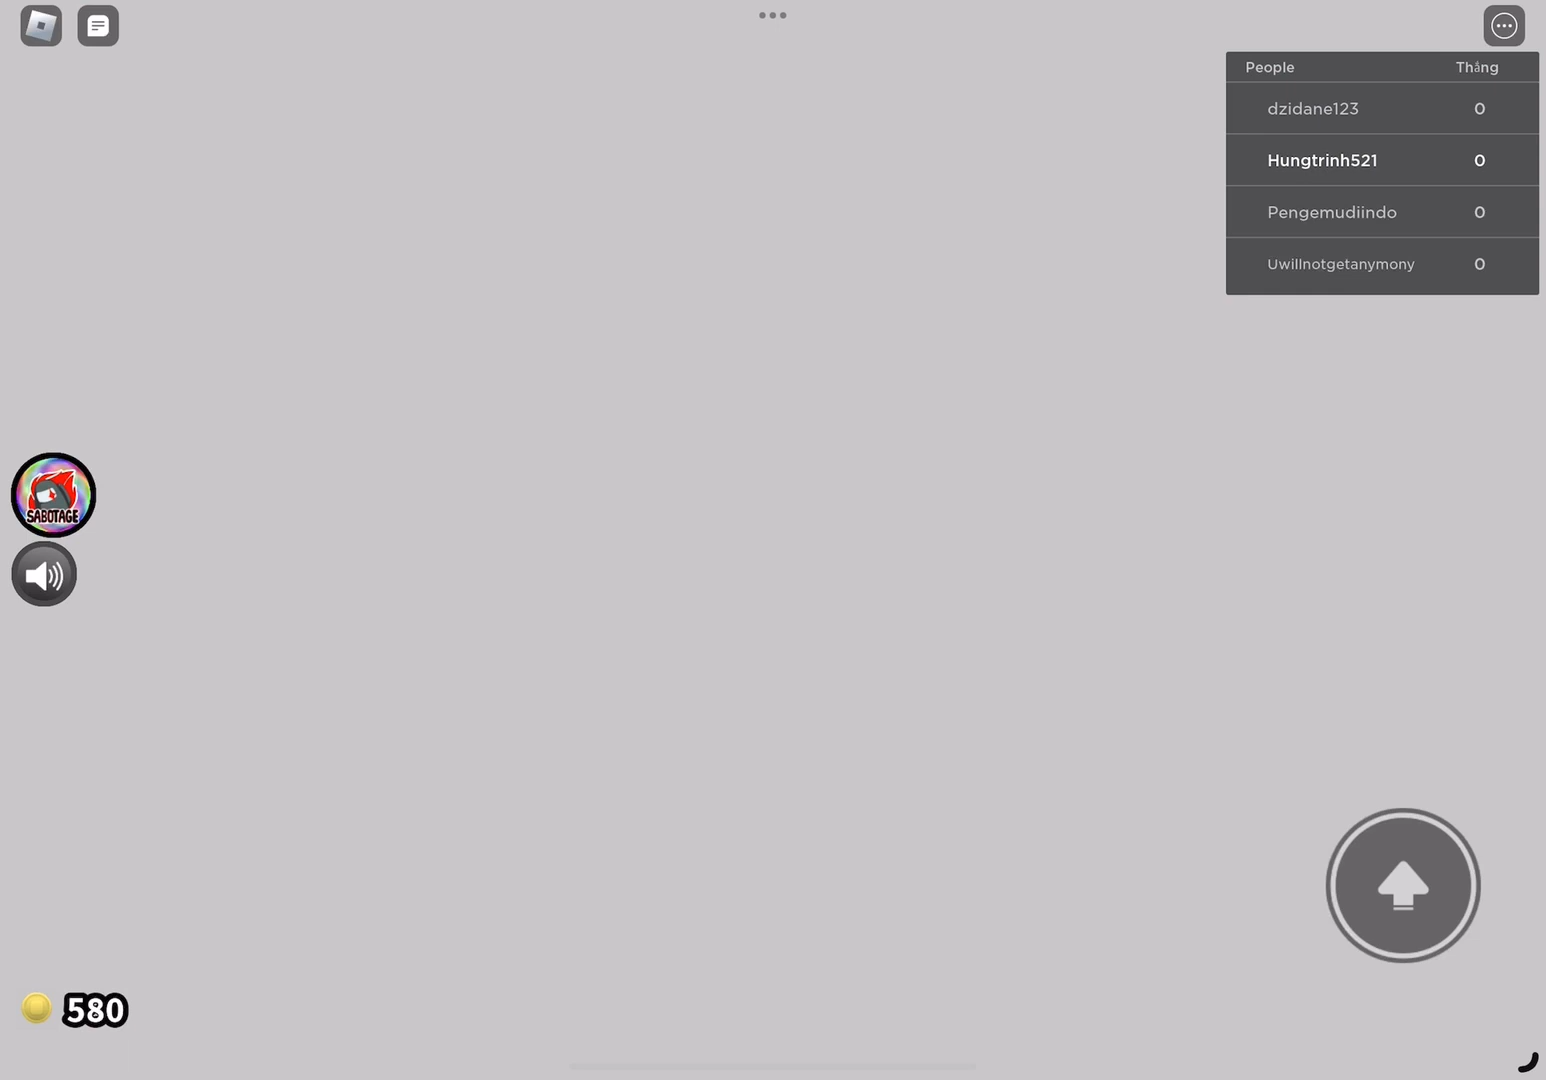 People Thắng
dzidane123 0
Hungtrinh521 0
Pengemudiindo 0
Uwillnotgetanymony 0
SABOTAGE
580